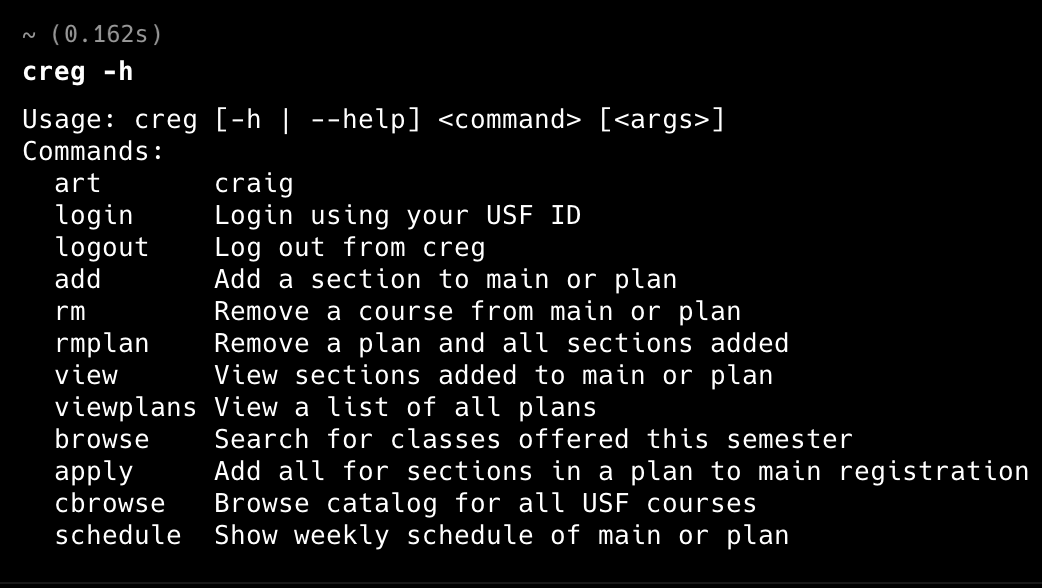 ~ (0.162s)
creg -h
Usage: creg [-h | --help] <command> [<args>]
Commands:
  art       craig
  login     Login using your USF ID
  logout    Log out from creg
  add       Add a section to main or plan
  rm        Remove a course from main or plan
  rmplan    Remove a plan and all sections added
  view      View sections added to main or plan
  viewplans View a list of all plans
  browse    Search for classes offered this semester
  apply     Add all for sections in a plan to main registration
  cbrowse   Browse catalog for all USF courses
  schedule  Show weekly schedule of main or plan